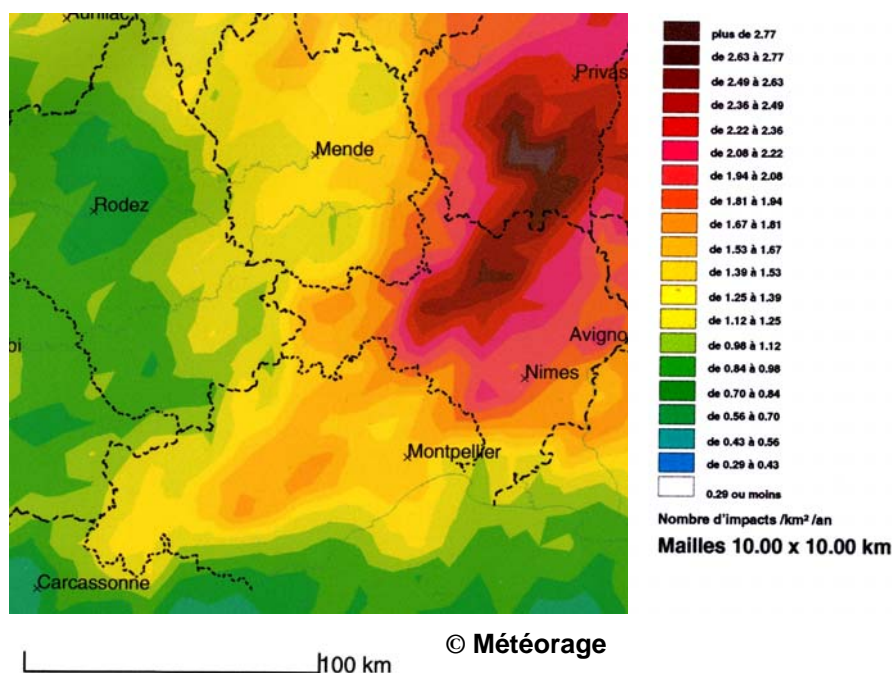 Aurillac
Privas
Mende
Rodez
Avigno
bi
Nimes
Montpellier
Carcassonne
plus de 2.77
de 2.63 à 2.77
de 2.49 à 2.63
de 2.36 à 2.49
de 2.22 à 2.36
de 2.08 à 2.22
de 1.94 à 2.08
de 1.81 à 1.94
de 1.67 à 1.81
de 1.53 à 1.67
de 1.39 à 1.53
de 1.25 à 1.39
de 1.12 à 1.25
de 0.98 à 1.12
de 0.84 à 0.98
de 0.70 à 0.84
de 0.56 à 0.70
de 0.43 à 0.56
de 0.29 à 0.43
0.29 ou moins
Nombre d'impacts /km² /an
Mailles 10.00 x 10.00 km
© Météorage
100 km